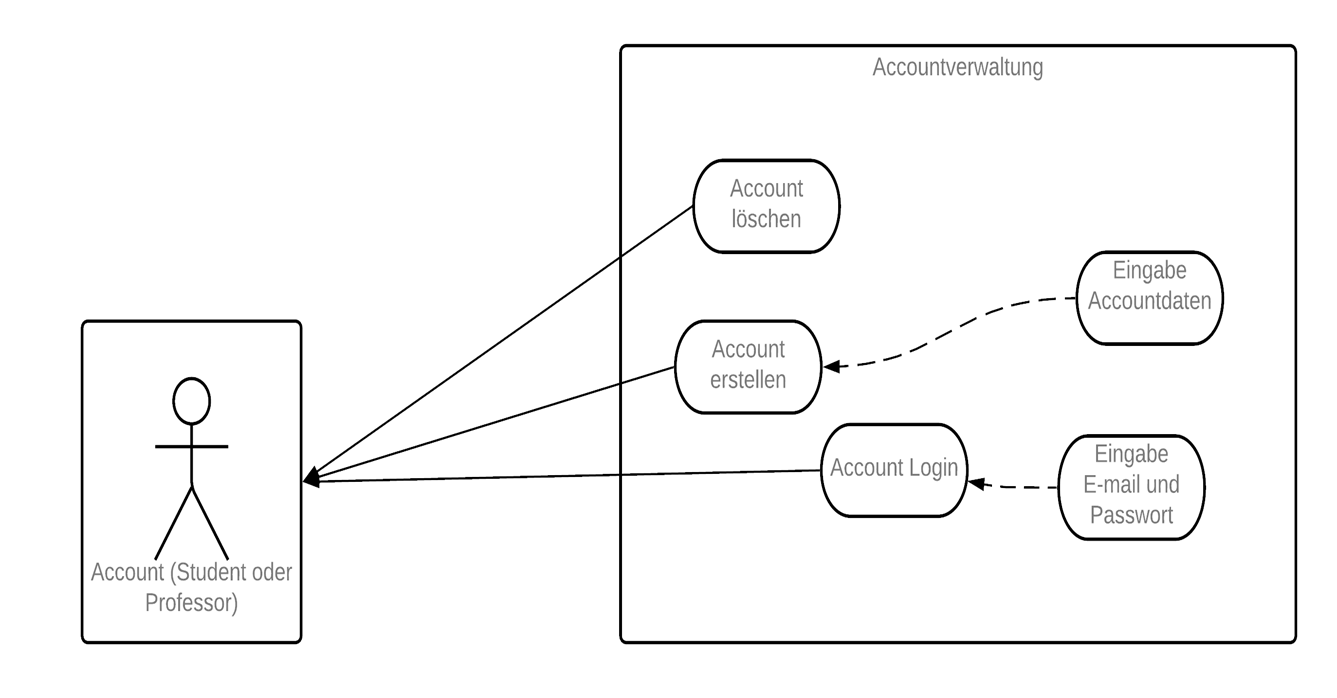 Accountverwaltung
Account
löschen
Eingabe
Accountdaten
Account
erstellen
Account Login
Eingabe
E-mail und
Passwort
Account (Student oder
Professor)